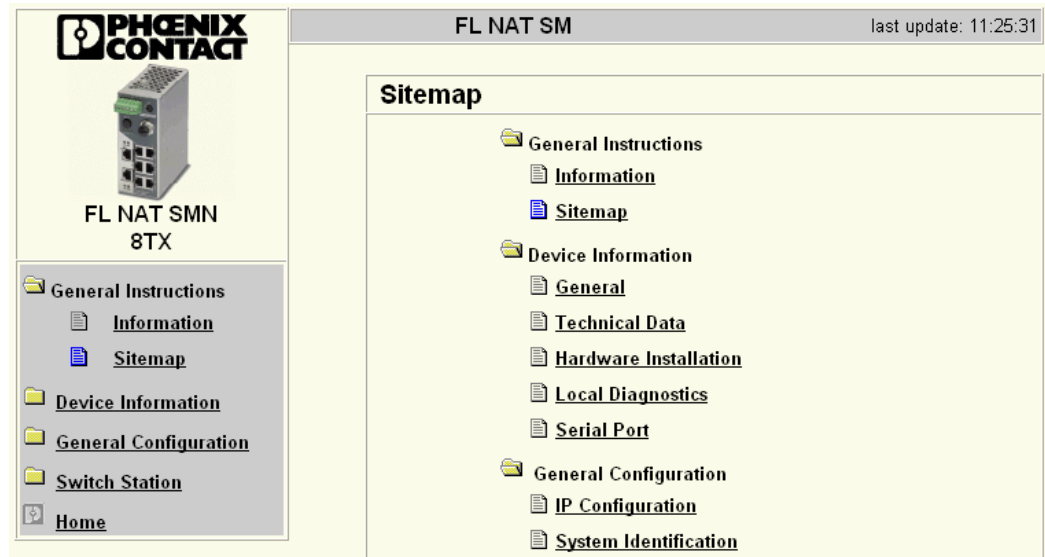 PHŒNIX
CONTACT
FL NAT SMN
8TX
General Instructions
Information
Sitemap
Device Information
General Configuration
Switch Station
Home
FL NAT SM
last update: 11:25:31
Sitemap
General Instructions
Information
Sitemap
Device Information
General
Technical Data
Hardware Installation
Local Diagnostics
Serial Port
General Configuration
IP Configuration
System Identification